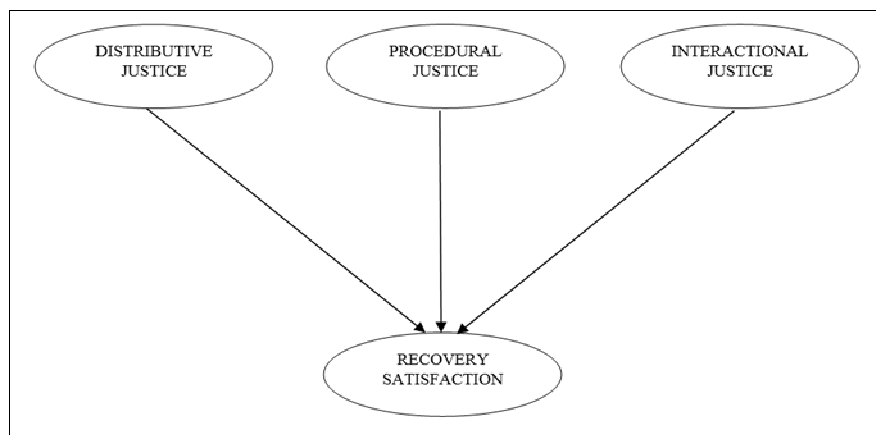 DISTRIBUTIVE
JUSTICE
PROCEDURAL
JUSTICE
INTERACTIONAL
JUSTICE
RECOVERY
SATISFACTION